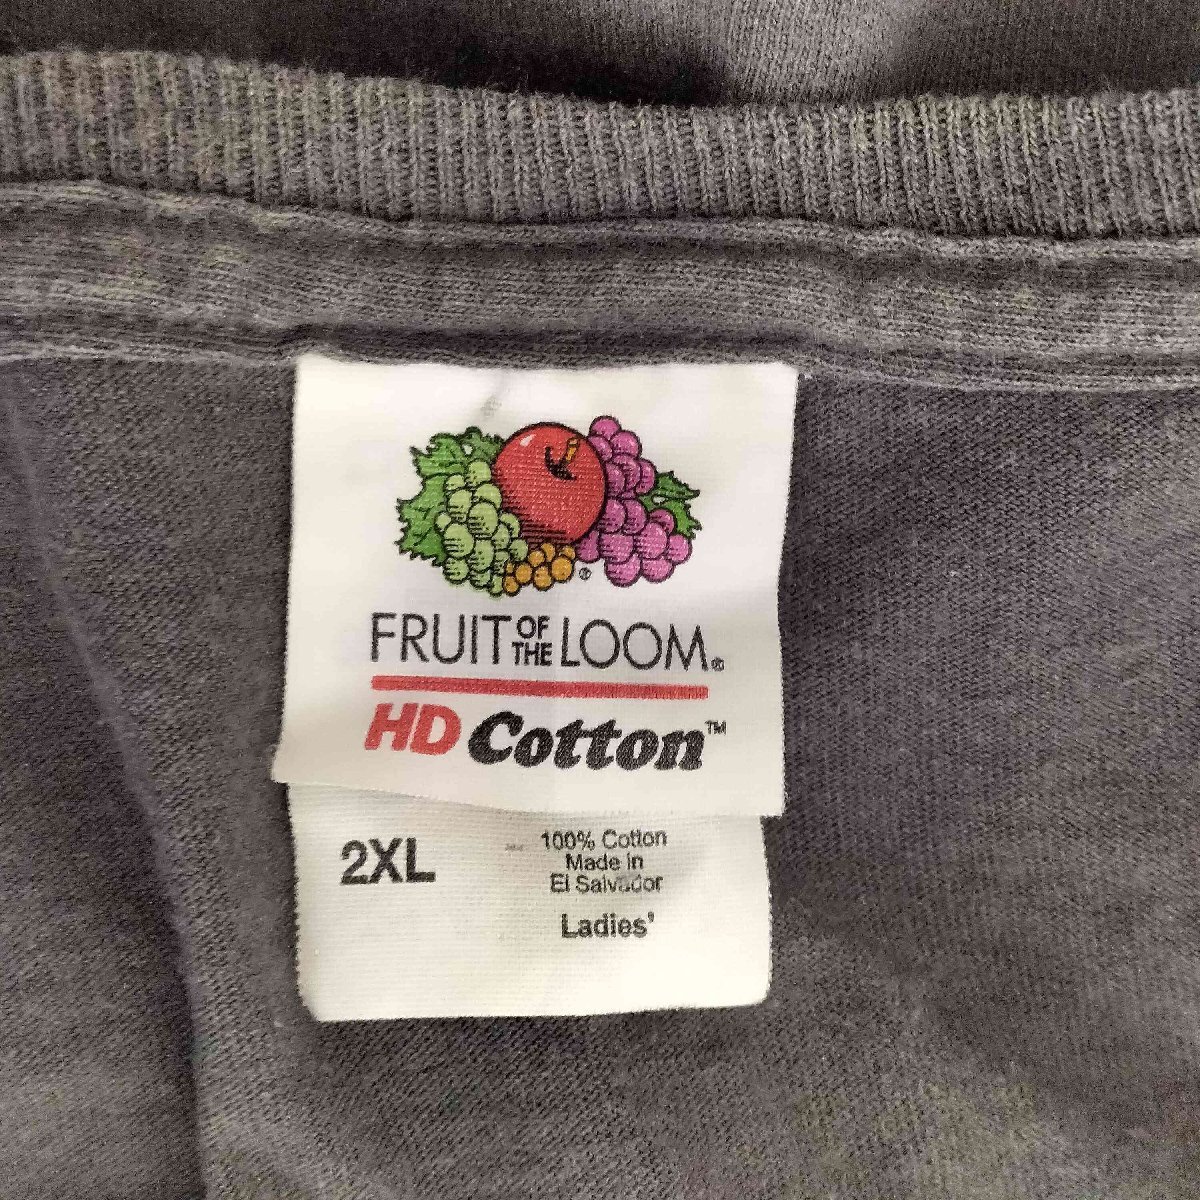 ®
FRUIT OF THE LOOM®
HD Cotton™
2XL
100% Cotton
Made in
El Salvador
Ladies'